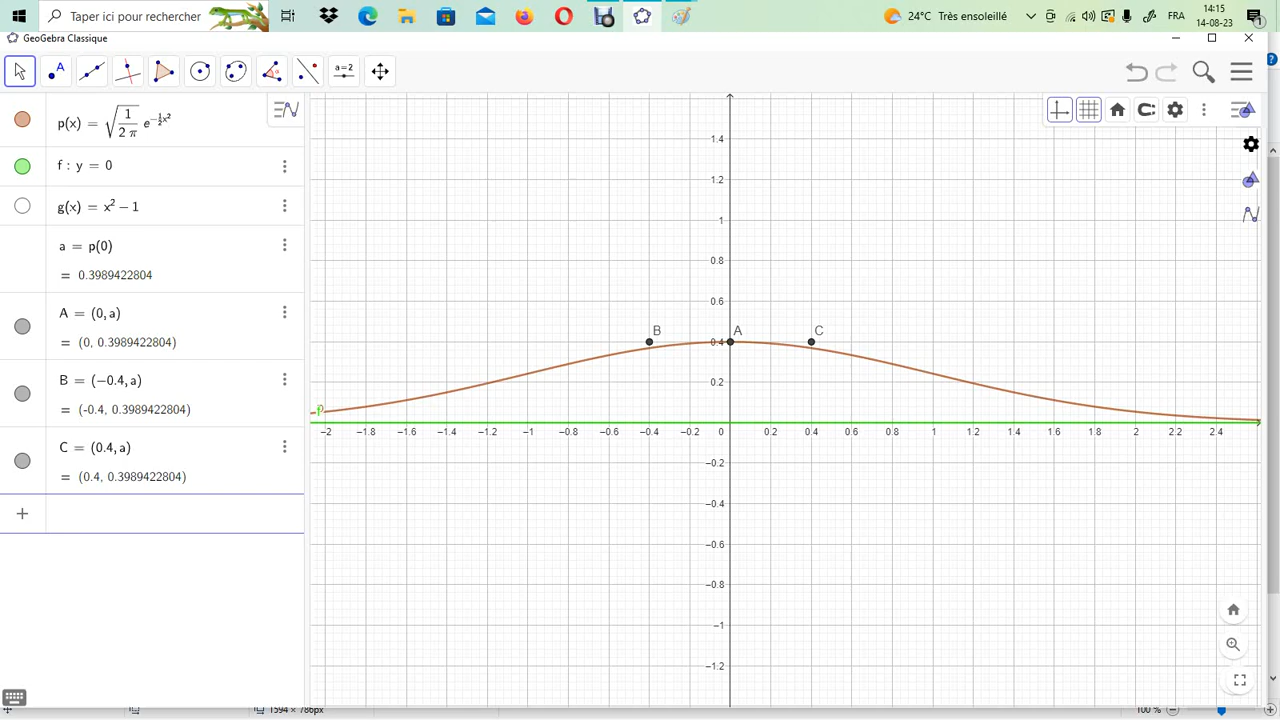 Taper ici pour rechercher
24°C Très ensoleillé
FRA
14:15
14-08-23
1
GeoGebra Classique
A
a=2
p(x) = √(1/(2 π)) e^(−½x²)
f : y = 0
g(x) = x² − 1
a = p(0)
= 0.3989422804
A = (0, a)
= (0, 0.3989422804)
B = (−0.4, a)
= (-0.4, 0.3989422804)
C = (0.4, a)
= (0.4, 0.3989422804)
1.4
1.2
1
0.8
0.6
B A C
0.4
0.2
p
−2 −1.8 −1.6 −1.4 −1.2 −1 −0.8 −0.6 −0.4 −0.2 0 0.2 0.4 0.6 0.8 1 1.2 1.4 1.6 1.8 2 2.2 2.4
−0.2
−0.4
−0.6
−0.8
−1
−1.2
1594 × 786px
100 %